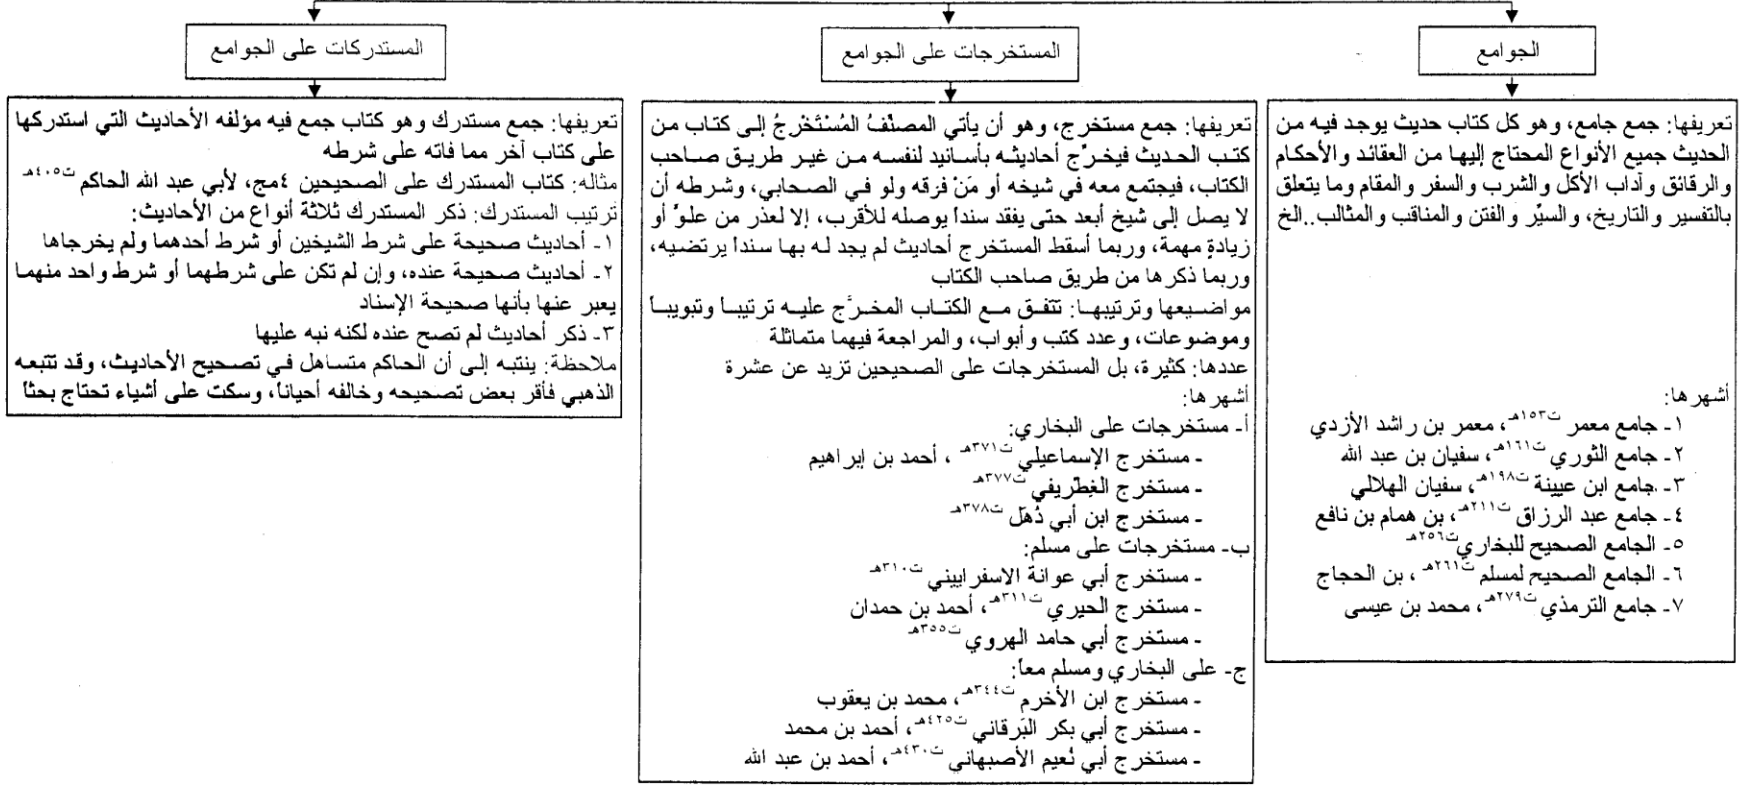 الجوامع
تعريفها: جمع جامع، وهو كل كتاب حديث يوجد فيه من
الحديث جميع الأنواع المحتاج إليها من العقائد والأحكام
والرقائق وآداب الأكل والشرب والسفر والمقام وما يتعلق
بالتفسير والتاريخ، والسيِّر والفتن والمناقب والمثالب..الخ
أشهرها:
١- جامع معمر ت١٥٣هـ، معمر بن راشد الأزدي
٢- جامع الثوري ت١٦١هـ، سفيان بن عبد الله
٣- جامع ابن عيينة ت١٩٨هـ، سفيان الهلالي
٤- جامع عبد الرزاق ت٢١١هـ، بن همام بن نافع
٥- الجامع الصحيح للبخاري ت٢٥٦هـ
٦- الجامع الصحيح لمسلم ت٢٦١هـ، بن الحجاج
٧- جامع الترمذي ت٢٧٩هـ، محمد بن عيسى
المستخرجات على الجوامع
تعريفها: جمع مستخرج، وهو أن يأتي المصنِّفُ المُسْتَخْرِجُ إلى كتاب من
كتب الحديث فيخرِّج أحاديثه بأسانيد لنفسه من غير طريق صاحب
الكتاب، فيجتمع معه في شيخه أو مَنْ فوقه ولو في الصحابي، وشرطه أن
لا يصل إلى شيخ أبعد حتى يفقد سنداً يوصله للأقرب، إلا لعذر من علوٍّ أو
زيادةٍ مهمة، وربما أسقط المستخرج أحاديث لم يجد له بها سنداً يرتضيه،
وربما ذكرها من طريق صاحب الكتاب
مواضيعها وترتيبها: تتفق مع الكتاب المخرَّج عليه ترتيباً وتبويباً
وموضوعات، وعدد كتب وأبواب، والمراجعة فيهما متماثلة
عددها: كثيرة، بل المستخرجات على الصحيحين تزيد عن عشرة
أشهرها:
أ- مستخرجات على البخاري:
- مستخرج الإسماعيلي ت٣٧١هـ، أحمد بن إبراهيم
- مستخرج الغِطْريفي ت٣٧٧هـ
- مستخرج ابن أبي ذُهْل ت٣٧٨هـ
ب- مستخرجات على مسلم:
- مستخرج أبي عوانة الاسفراييني ت٣١٠هـ
- مستخرج الحيري ت٣١١هـ، أحمد بن حمدان
- مستخرج أبي حامد الهروي ت٣٥٥هـ
ج- على البخاري ومسلم معاً:
- مستخرج ابن الأخرم ت٣٤٤هـ، محمد بن يعقوب
- مستخرج أبي بكر البَرقاني ت٤٢٥هـ، أحمد بن محمد
- مستخرج أبي نُعيم الأصبهاني ت٤٣٠هـ، أحمد بن عبد الله
المستدركات على الجوامع
تعريفها: جمع مستدرك وهو كتاب جمع فيه مؤلفه الأحاديث التي استدركها
على كتاب آخر مما فاته على شرطه
مثاله: كتاب المستدرك على الصحيحين ٤مج، لأبي عبد الله الحاكم ت٤٠٥هـ
ترتيب المستدرك: ذكر المستدرك ثلاثة أنواع من الأحاديث:
١- أحاديث صحيحة على شرط الشيخين أو شرط أحدهما ولم يخرجاها
٢- أحاديث صحيحة عنده، وإن لم تكن على شرطهما أو شرط واحد منهما
يعبر عنها بأنها صحيحة الإسناد
٣- ذكر أحاديث لم تصح عنده لكنه نبه عليها
ملاحظة: ينتبه إلى أن الحاكم متساهل في تصحيح الأحاديث، وقد تتبعه
الذهبي فأقر بعض تصحيحه وخالفه أحياناً، وسكت على أشياء تحتاج بحثاً